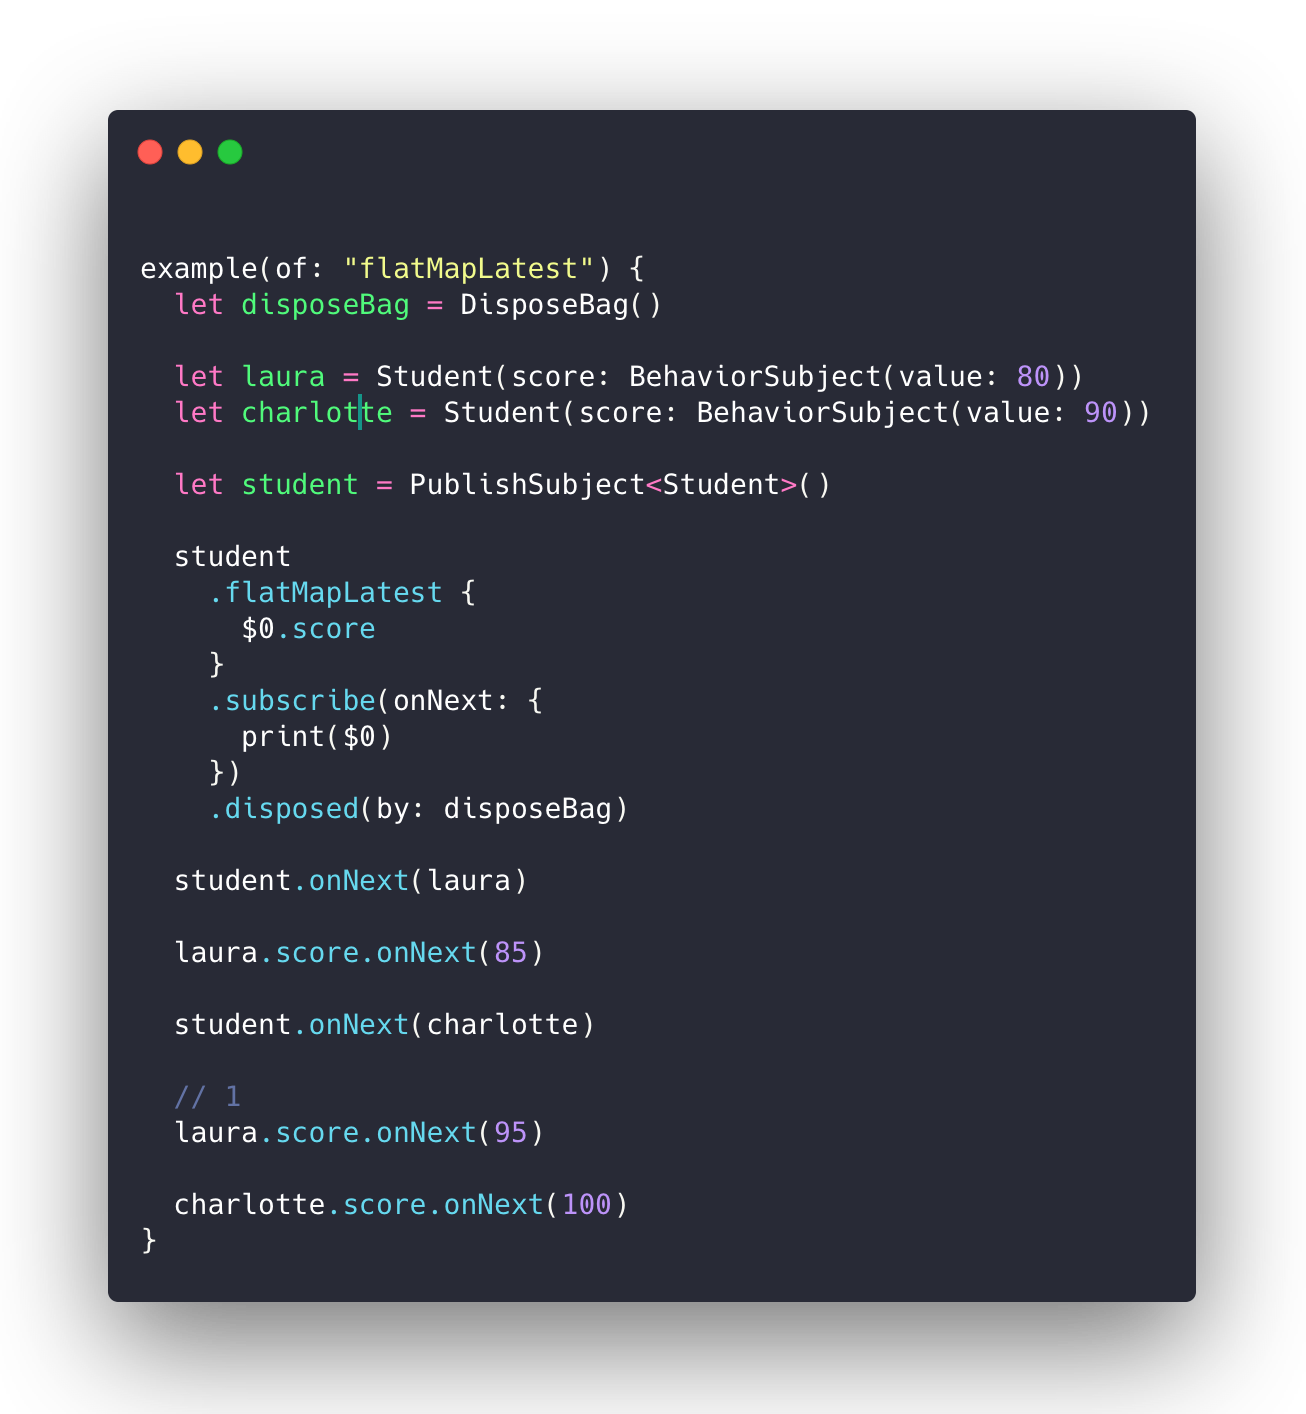 example(of: "flatMapLatest") {
  let disposeBag = DisposeBag()

  let laura = Student(score: BehaviorSubject(value: 80))
  let charlotte = Student(score: BehaviorSubject(value: 90))

  let student = PublishSubject<Student>()

  student
    .flatMapLatest {
      $0.score
    }
    .subscribe(onNext: {
      print($0)
    })
    .disposed(by: disposeBag)

  student.onNext(laura)

  laura.score.onNext(85)

  student.onNext(charlotte)

  // 1
  laura.score.onNext(95)

  charlotte.score.onNext(100)
}